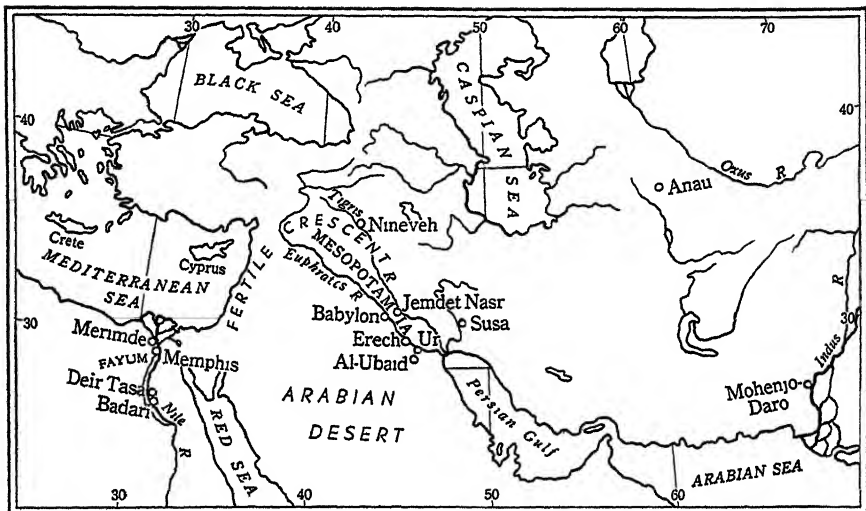 30 40 50 60 70
BLACK SEA
CASPIAN SEA
40
40
Oxus R
Anau
Tigris R
Nineveh
FERTILE CRESCENT
MESOPOTAMIA
Euphrates R
Crete
Cyprus
MEDITERRANEAN
SEA
30
30
Jemdet Nasr
Babylon
Susa
Erech
Ur
Al-Ubaid
Merimde
FAYUM
Memphis
Deir Tasa
Badari
Nile R
RED SEA
ARABIAN
DESERT
Persian Gulf
Indus R
Mohenjo-
Daro
ARABIAN SEA
30 40 50 60